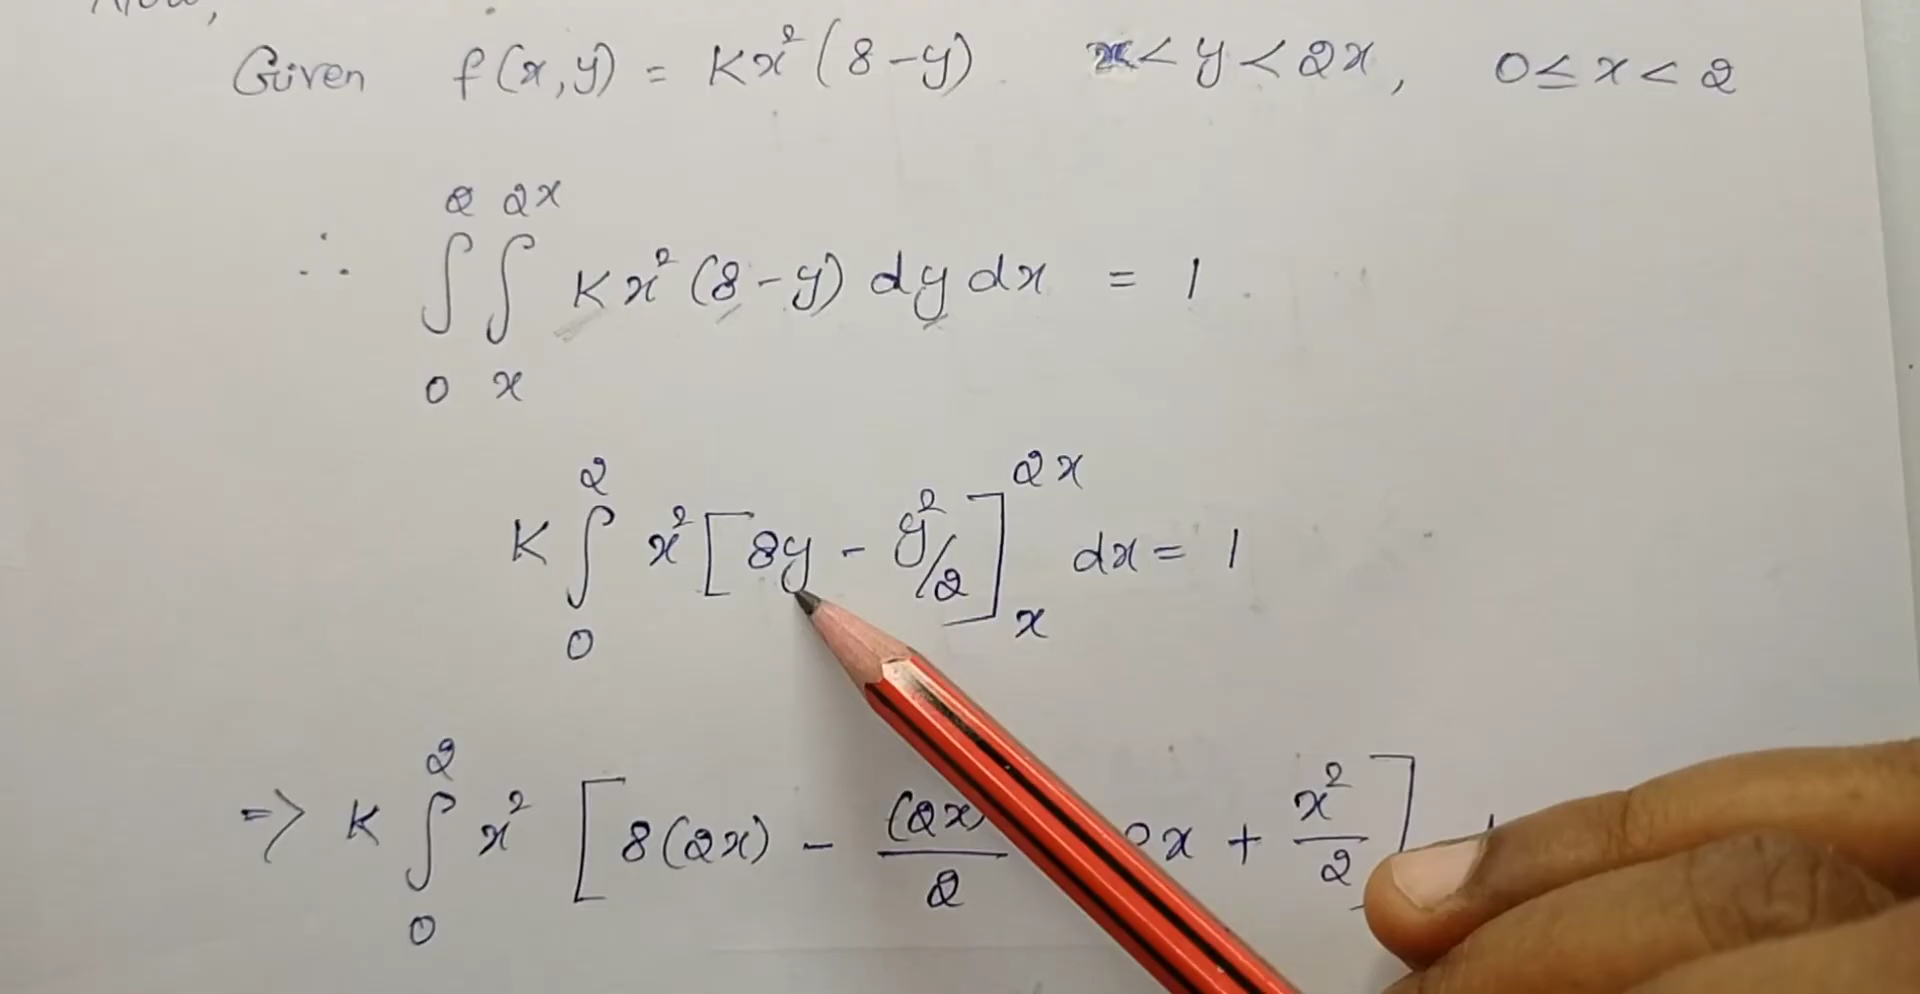 Given f(x,y) = Kx²(8-y) x<y<2x, 0≤x<2
∴ ∫₀² ∫ₓ²ˣ Kx²(8-y) dy dx = 1
K ∫₀² x² [8y - y²/2]ₓ²ˣ dx = 1
=> K ∫₀² x² [8(2x) - (2x)/2 x + x²/2]